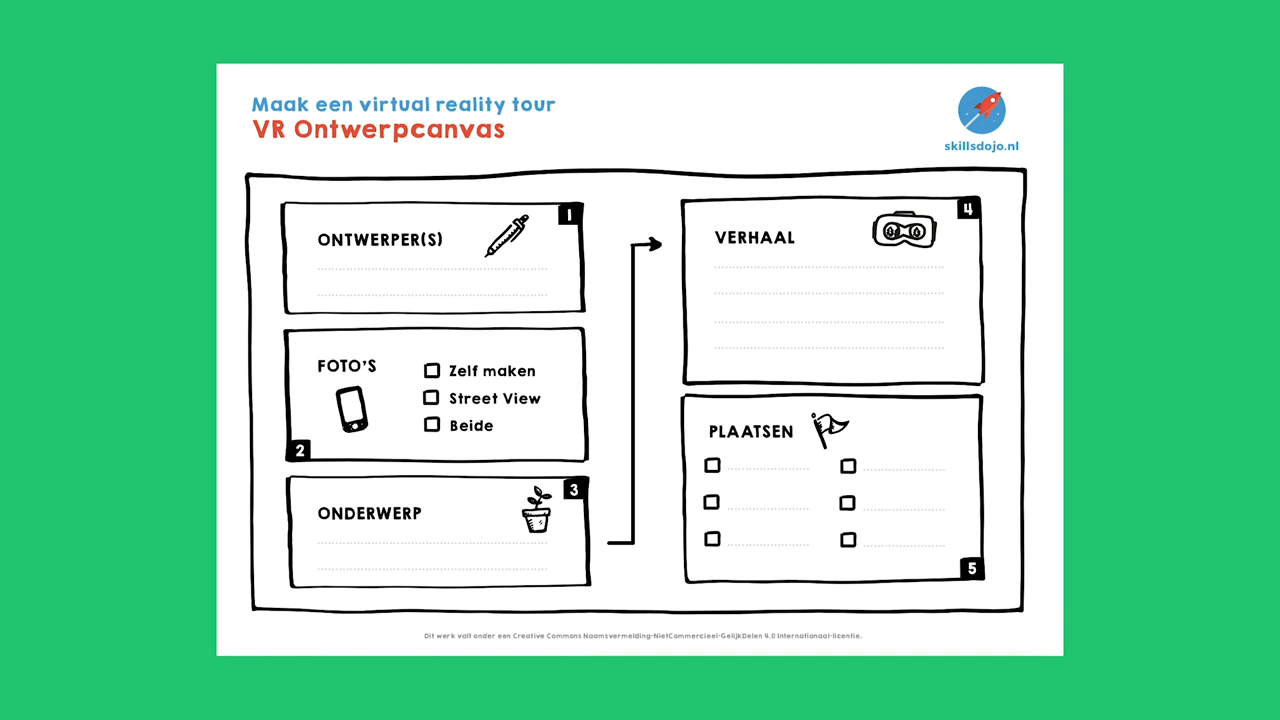 Maak een virtual reality tour
VR Ontwerpcanvas
skillsdojo.nl
1
ONTWERPER(S)
FOTO'S
Zelf maken
Street View
Beide
2
3
ONDERWERP
4
VERHAAL
PLAATSEN
5
Dit werk valt onder een Creative Commons Naamsvermelding-NietCommercieel-GelijkDelen 4.0 Internationaal-licentie.